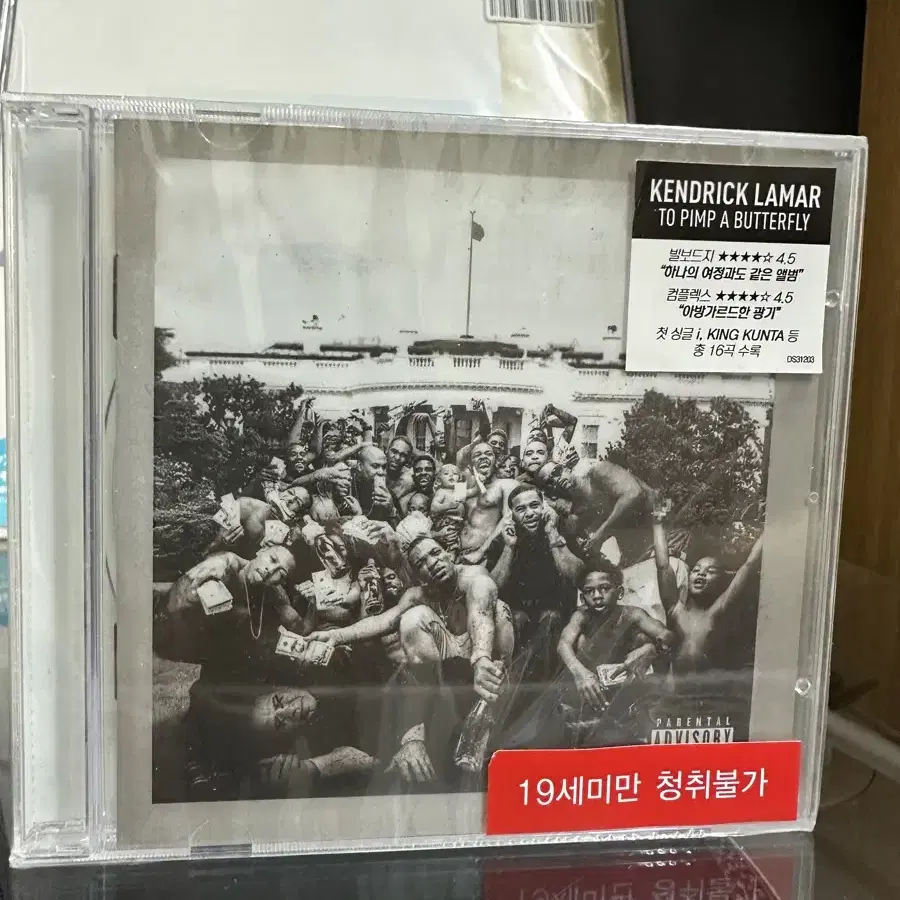 KENDRICK LAMAR
TO PIMP A BUTTERFLY
빌보드지 ★★★★☆ 4.5
“하나의 여정과도 같은 앨범”
컴플렉스 ★★★★☆ 4.5
“아방가르드한 광기”
첫 싱글 i, KING KUNTA 등
총 16곡 수록
DS31203
PARENTAL
ADVISORY
19세미만 청취불가